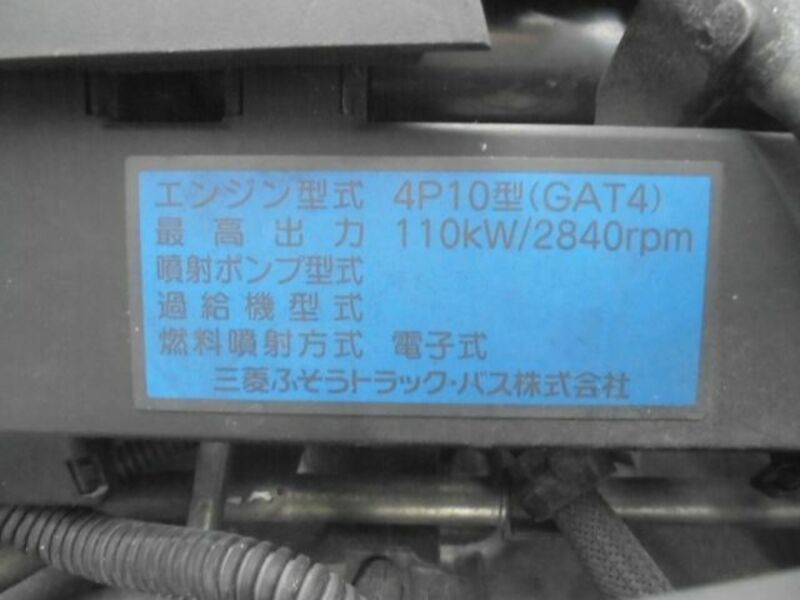 エンジン型式 4P10型(GAT4)
最高出力 110kW/2840rpm
噴射ポンプ型式
過給機型式
燃料噴射方式 電子式
三菱ふそうトラック・バス株式会社